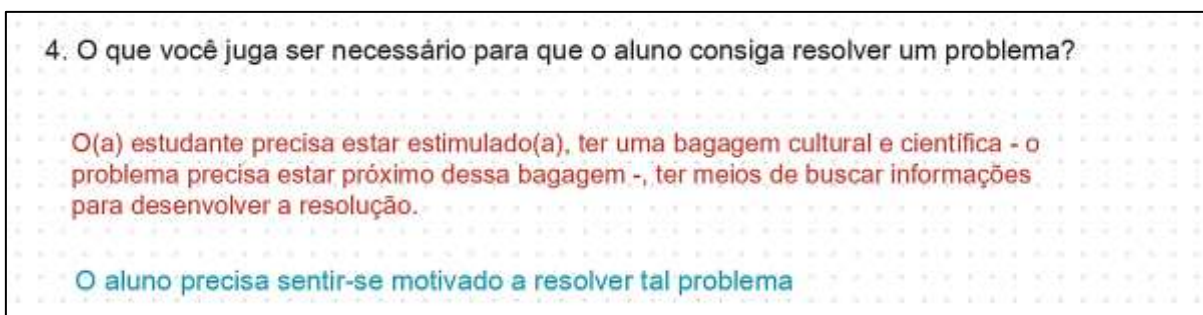 4. O que você juga ser necessário para que o aluno consiga resolver um problema?
O(a) estudante precisa estar estimulado(a), ter uma bagagem cultural e científica - o
problema precisa estar próximo dessa bagagem -, ter meios de buscar informações
para desenvolver a resolução.
O aluno precisa sentir-se motivado a resolver tal problema